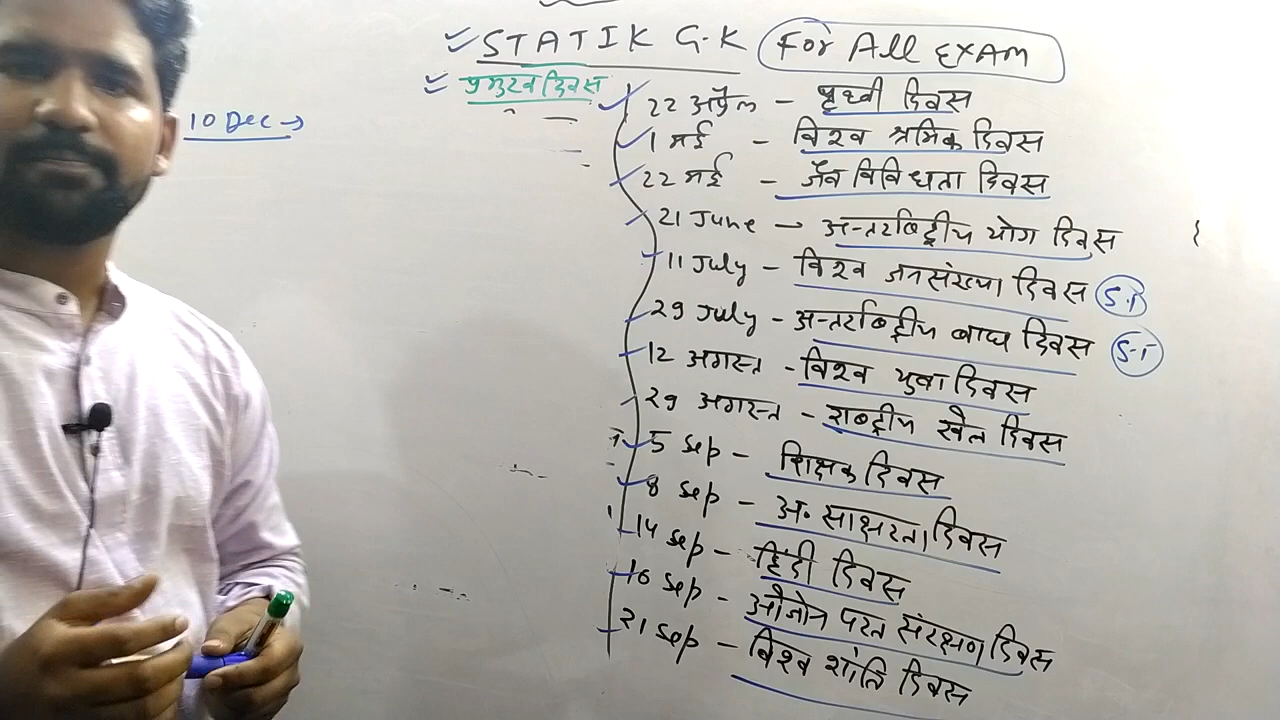 STATIK G.K For All EXAM
प्रमुख दिवस
10 Dec →
22 अप्रैल - पृथ्वी दिवस
1 मई - विश्व श्रमिक दिवस
22 मई - जैव विविधता दिवस
21 June → अन्तर्राष्ट्रीय योग दिवस
11 July - विश्व जनसंख्या दिवस S.I
29 July - अन्तर्राष्ट्रीय बाघ दिवस S.I
12 अगस्त - विश्व युवा दिवस
29 अगस्त - राष्ट्रीय खेल दिवस
5 Sep - शिक्षक दिवस
8 Sep - अ. साक्षरता दिवस
14 Sep - हिंदी दिवस
16 Sep - ओजोन परत संरक्षण दिवस
21 Sep - विश्व शांति दिवस